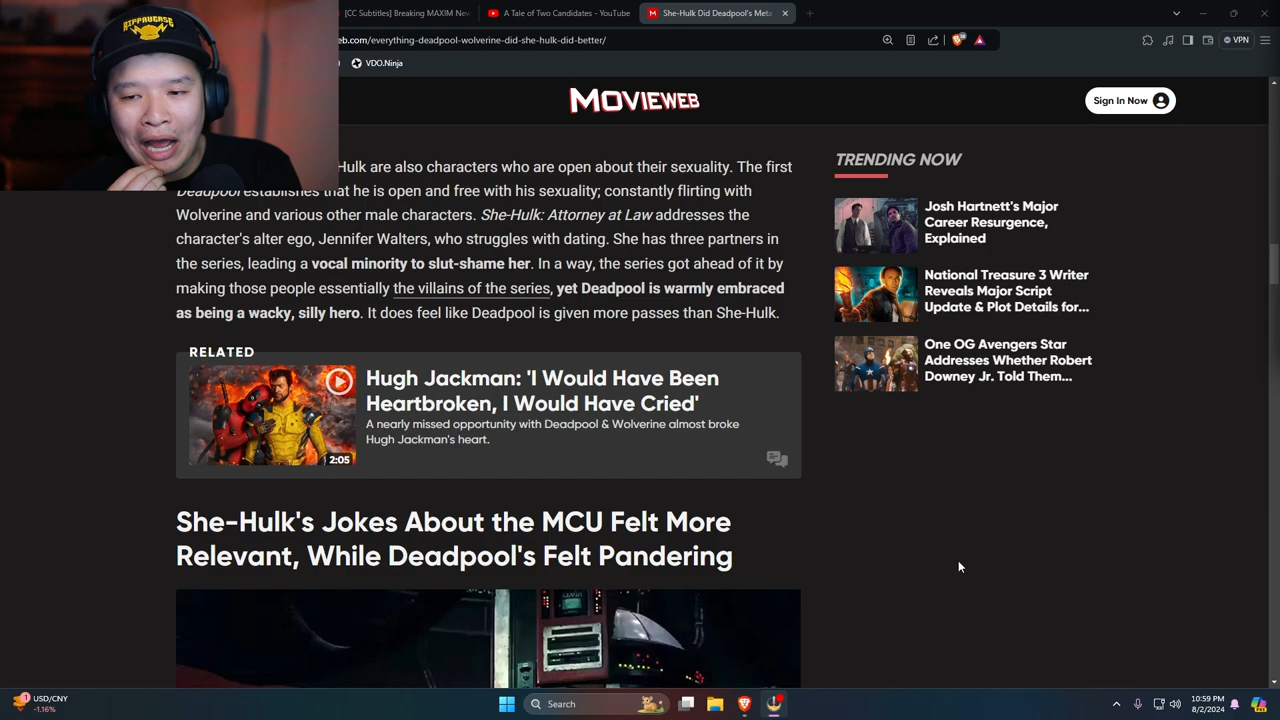 RIPPAVERSE
[CC Subtitles] Breaking MAXIM New
A Tale of Two Candidates - YouTube
She-Hulk Did Deadpool's Meta
eb.com/everything-deadpool-wolverine-did-she-hulk-did-better/
VPN
VDO.Ninja
MOVIEWEB
Sign In Now
Hulk are also characters who are open about their sexuality. The first
Deadpool establishes that he is open and free with his sexuality; constantly flirting with
Wolverine and various other male characters. She-Hulk: Attorney at Law addresses the
character's alter ego, Jennifer Walters, who struggles with dating. She has three partners in
the series, leading a vocal minority to slut-shame her. In a way, the series got ahead of it by
making those people essentially the villains of the series, yet Deadpool is warmly embraced
as being a wacky, silly hero. It does feel like Deadpool is given more passes than She-Hulk.
RELATED
Hugh Jackman: 'I Would Have Been
Heartbroken, I Would Have Cried'
A nearly missed opportunity with Deadpool & Wolverine almost broke
Hugh Jackman's heart.
2:05
She-Hulk's Jokes About the MCU Felt More
Relevant, While Deadpool's Felt Pandering
TRENDING NOW
Josh Hartnett's Major
Career Resurgence,
Explained
National Treasure 3 Writer
Reveals Major Script
Update & Plot Details for...
One OG Avengers Star
Addresses Whether Robert
Downey Jr. Told Them...
USD/CNY
-1.16%
Search
10:59 PM
8/2/2024